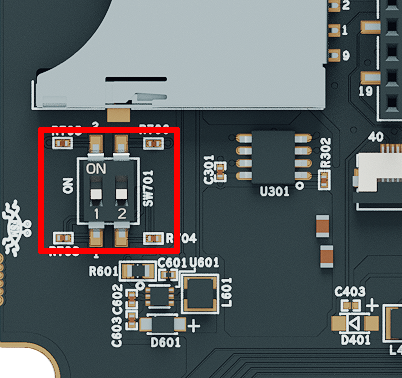 2
1
9
19
40
ON
ON
1 2
SW701
R704
C301
U301
R302
R601
C601
U601
C602
C603
L601
D601
+
C403
+
D401
L4